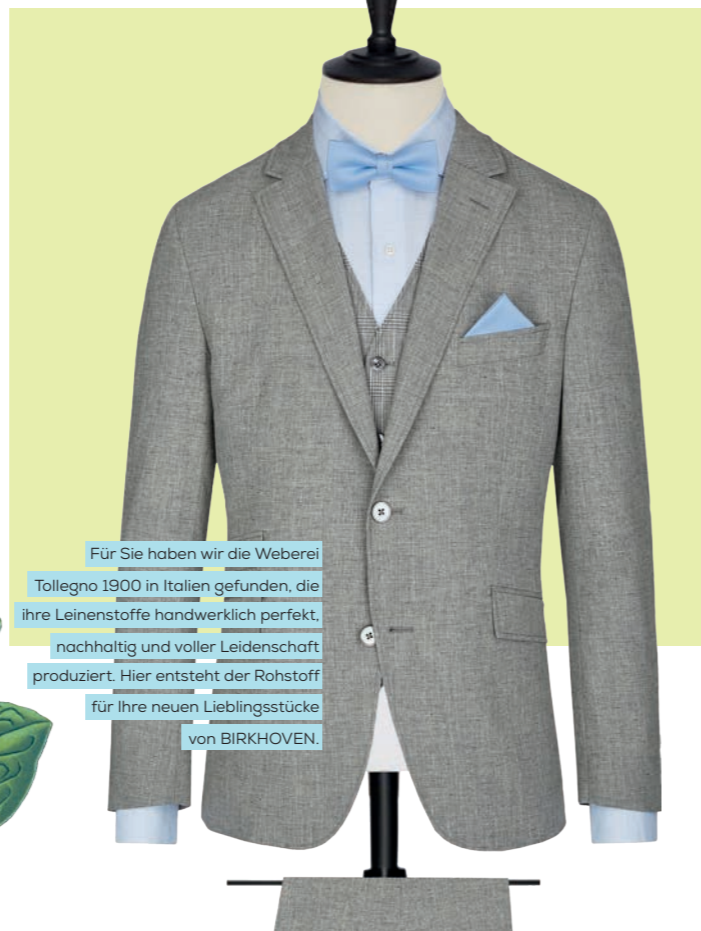 Für Sie haben wir die Weberei
Tollegno 1900 in Italien gefunden, die
ihre Leinenstoffe handwerklich perfekt,
nachhaltig und voller Leidenschaft
produziert. Hier entsteht der Rohstoff
für Ihre neuen Lieblingsstücke
von BIRKHOVEN.